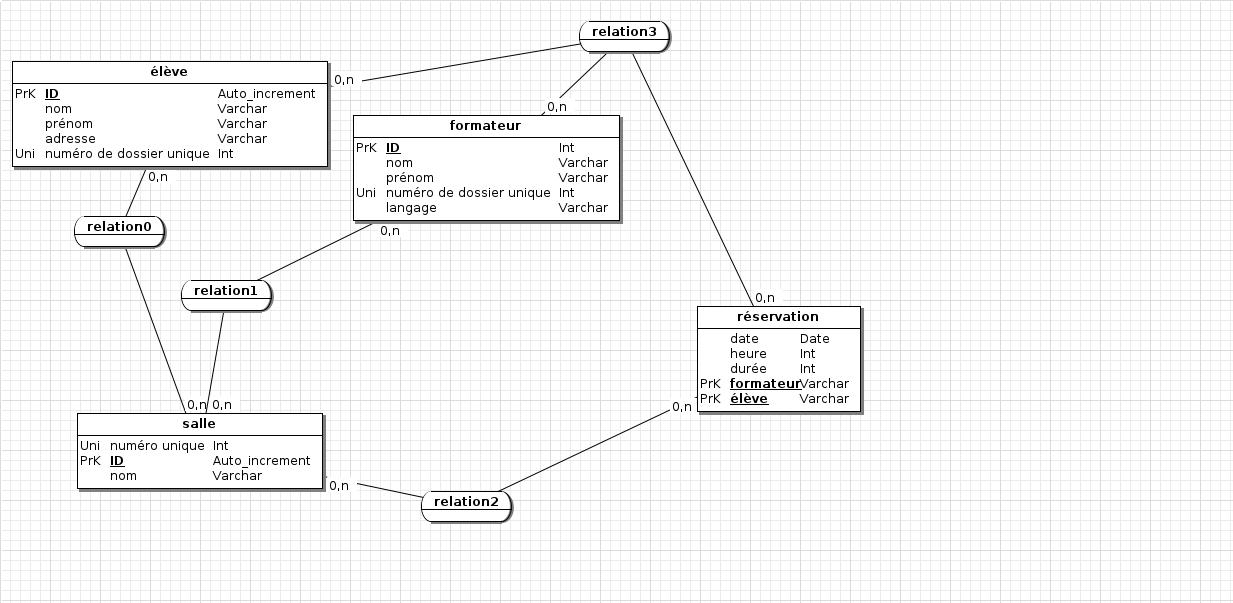 relation3
0,n
0,n
élève
PrK ID Auto_increment
nom Varchar
prénom Varchar
adresse Varchar
Uni numéro de dossier unique Int
0,n
formateur
PrK ID Int
nom Varchar
prénom Varchar
Uni numéro de dossier unique Int
langage Varchar
0,n
relation0
relation1
0,n
réservation
date Date
heure Int
durée Int
PrK formateur Varchar
PrK élève Varchar
0,n
0,n 0,n
salle
Uni numéro unique Int
PrK ID Auto_increment
nom Varchar
0,n
relation2